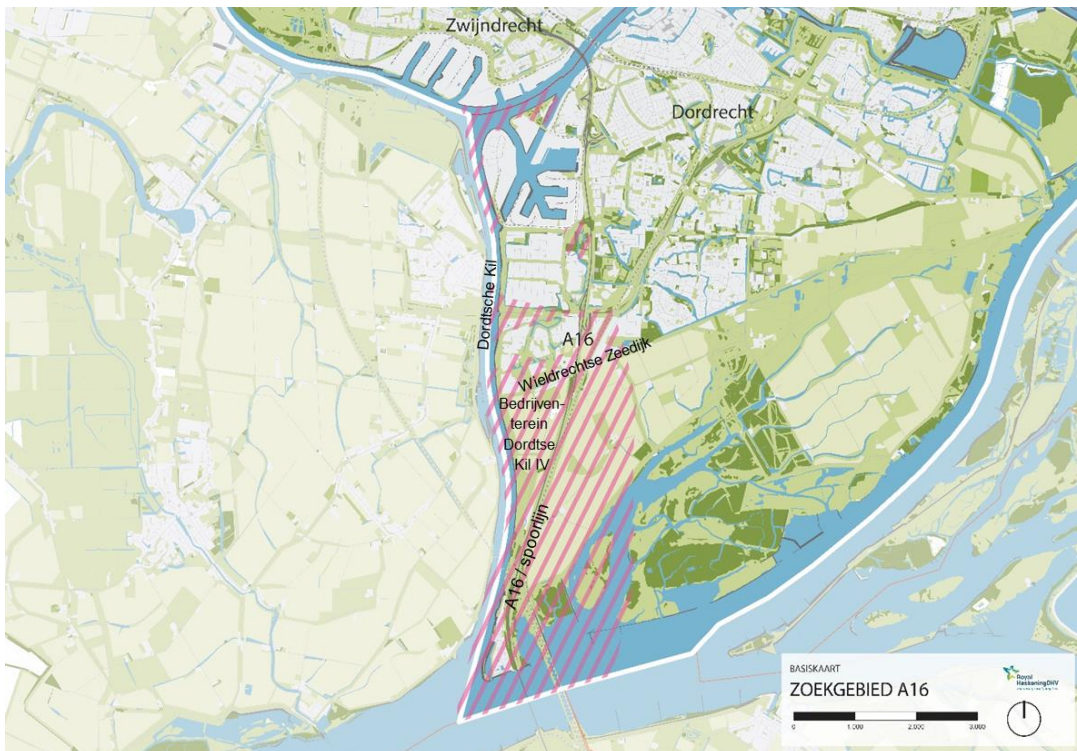 Zwijndrecht
Dordrecht
Dordtsche Kil
A16
Wieldrechtse Zeedijk
Bedrijven-
terein
Dordtse
Kil IV
A16 / spoorlijn
BASISKAART
ZOEKGEBIED A16
Royal
HaskoningDHV
0 1.000 2.000 3.000